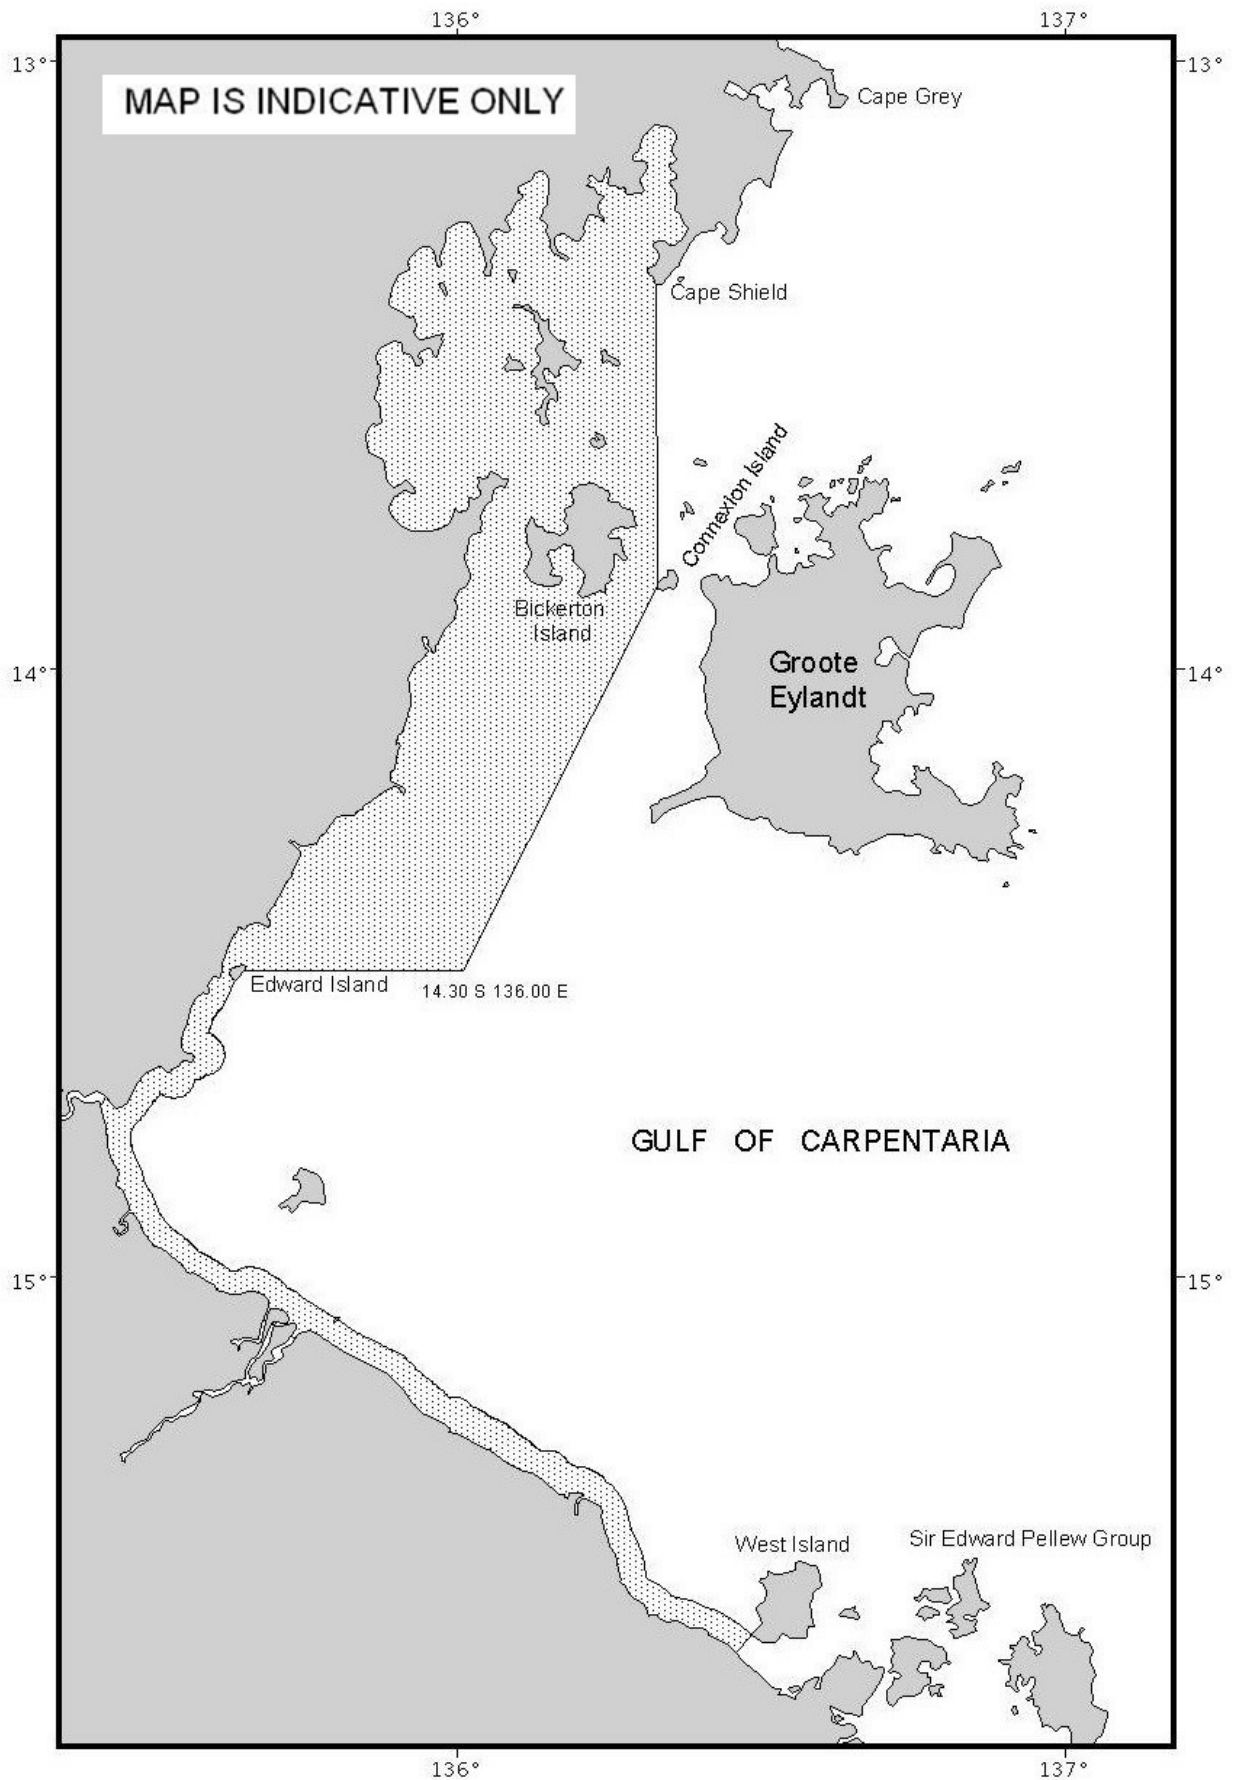 136° 137°
13° 13°
MAP IS INDICATIVE ONLY
Cape Grey
Cape Shield
Connexion Island
Bickerton
Island
Groote
Eylandt
14° 14°
Edward Island
14.30 S 136.00 E
GULF OF CARPENTARIA
15° 15°
West Island
Sir Edward Pellew Group
136° 137°